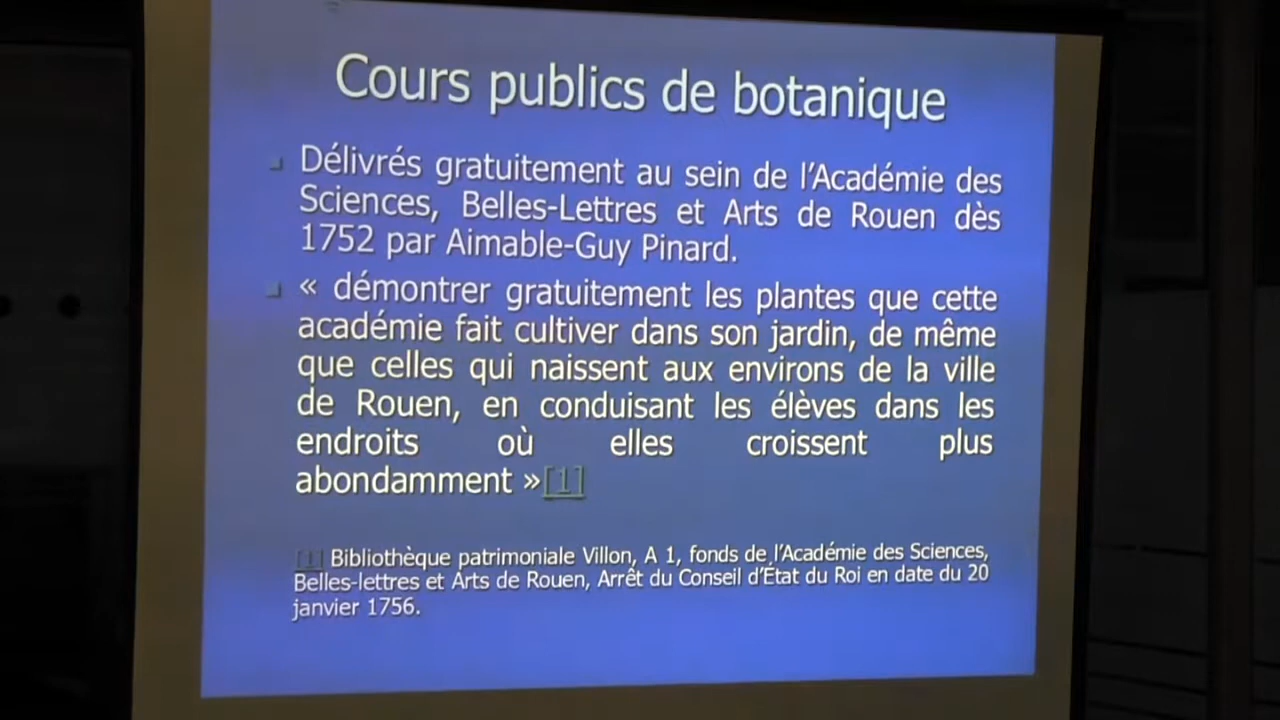 Cours publics de botanique
Délivrés gratuitement au sein de l'Académie des
Sciences, Belles-Lettres et Arts de Rouen dès
1752 par Aimable-Guy Pinard.
« démontrer gratuitement les plantes que cette
académie fait cultiver dans son jardin, de même
que celles qui naissent aux environs de la ville
de Rouen, en conduisant les élèves dans les
endroits où elles croissent plus
abondamment »[1]
[1] Bibliothèque patrimoniale Villon, A 1, fonds de l'Académie des Sciences,
Belles-lettres et Arts de Rouen, Arrêt du Conseil d'État du Roi en date du 20
janvier 1756.